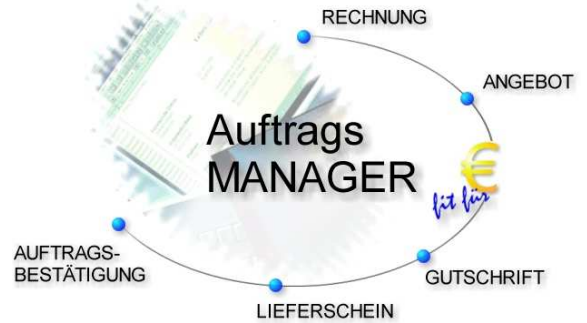 RECHNUNG
ANGEBOT
Auftrags
MANAGER
fit für
€
AUFTRAGS-
BESTÄTIGUNG
GUTSCHRIFT
LIEFERSCHEIN